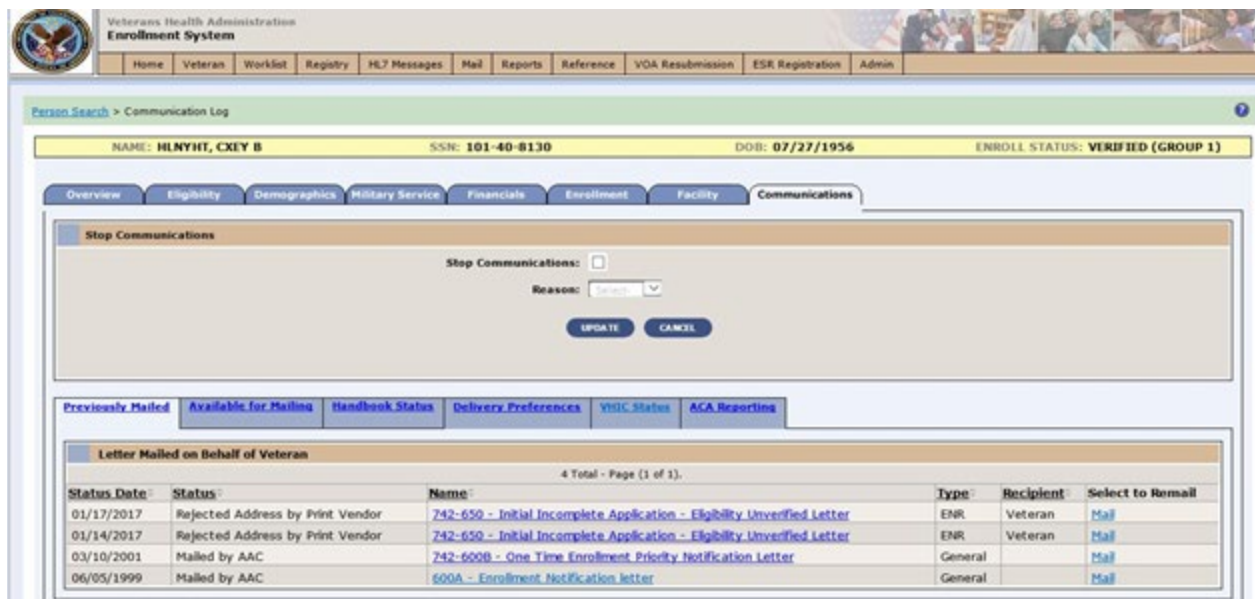 Veterans Health Administration
Enrollment System
Home Veteran Worklist Registry HL7 Messages Mail Reports Reference VOA Resubmission ESR Registration Admin
Person Search > Communication Log
NAME: HLNYHT, CXEY B SSN: 101-40-8130 DOB: 07/27/1956 ENROLL STATUS: VERIFIED (GROUP 1)
Overview Eligibility Demographics Military Service Financials Enrollment Facility Communications
Stop Communications
Stop Communications:
Reason: Select
UPDATE CANCEL
Previously Mailed Available for Mailing Handbook Status Delivery Preferences VHIC Status ACA Reporting
Letter Mailed on Behalf of Veteran
4 Total - Page (1 of 1).
Status Date Status Name Type Recipient Select to Remail
01/17/2017 Rejected Address by Print Vendor 742-650 - Initial Incomplete Application - Eligibility Unverified Letter ENR Veteran Mail
01/14/2017 Rejected Address by Print Vendor 742-650 - Initial Incomplete Application - Eligibility Unverified Letter ENR Veteran Mail
03/10/2001 Mailed by AAC 742-600B - One Time Enrollment Priority Notification Letter General Mail
06/05/1999 Mailed by AAC 600A - Enrollment Notification letter General Mail